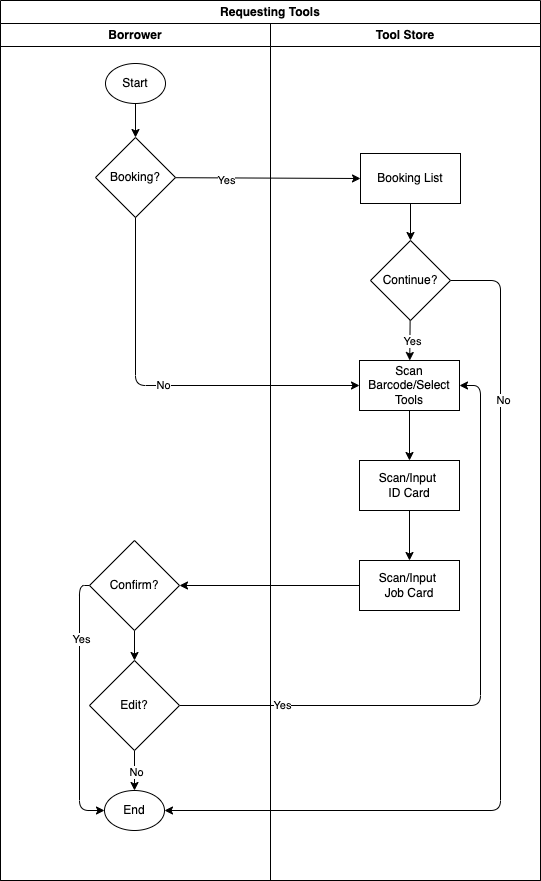 Requesting Tools
Borrower
Tool Store
Start
Booking?
Yes
Booking List
Continue?
Yes
No
Scan
Barcode/Select
Tools
No
Scan/Input
ID Card
Confirm?
Scan/Input
Job Card
Yes
Edit?
Yes
No
End